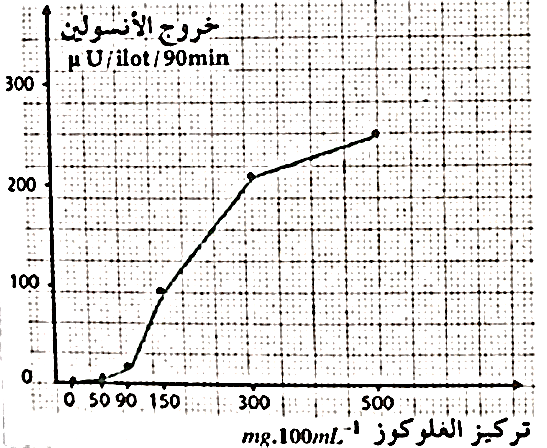 خروج الأنسولين
µ U/ilot/90min
300
200
100
0
0 50 90 150 300 500
تركيز الغلوكوز mg.100mL⁻¹